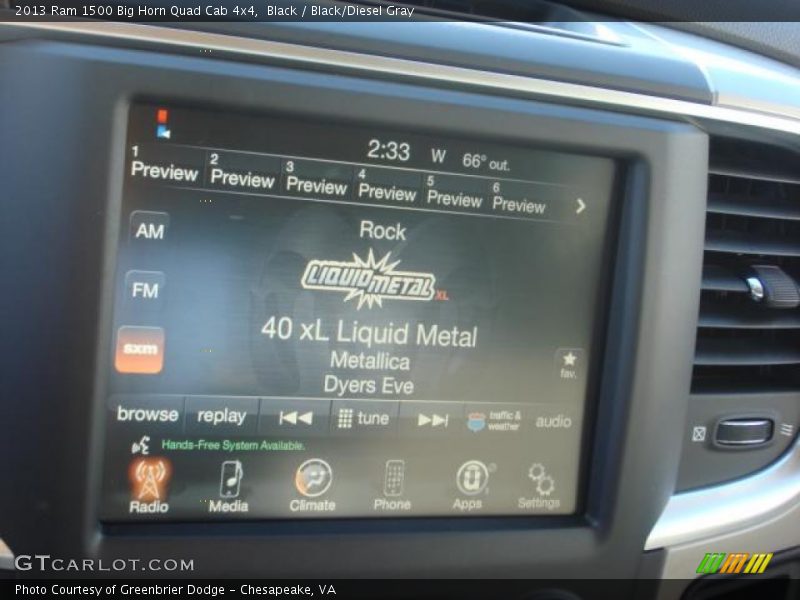 2013 Ram 1500 Big Horn Quad Cab 4x4, Black / Black/Diesel Gray
2:33 W 66° out.
1 Preview 2 Preview 3 Preview 4 Preview 5 Preview 6 Preview
AM
Rock
FM
LIQUID METAL XL
sxm
40 xL Liquid Metal
Metallica
Dyers Eve
fav.
browse replay tune traffic & weather audio
Hands-Free System Available.
Radio Media Climate Phone Apps Settings
GTCARLOT.COM
Photo Courtesy of Greenbrier Dodge – Chesapeake, VA